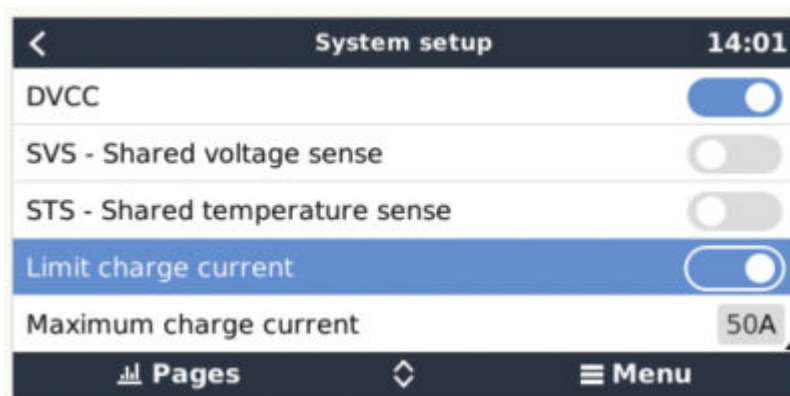 System setup 14:01
DVCC
SVS - Shared voltage sense
STS - Shared temperature sense
Limit charge current
Maximum charge current 50A
Pages Menu